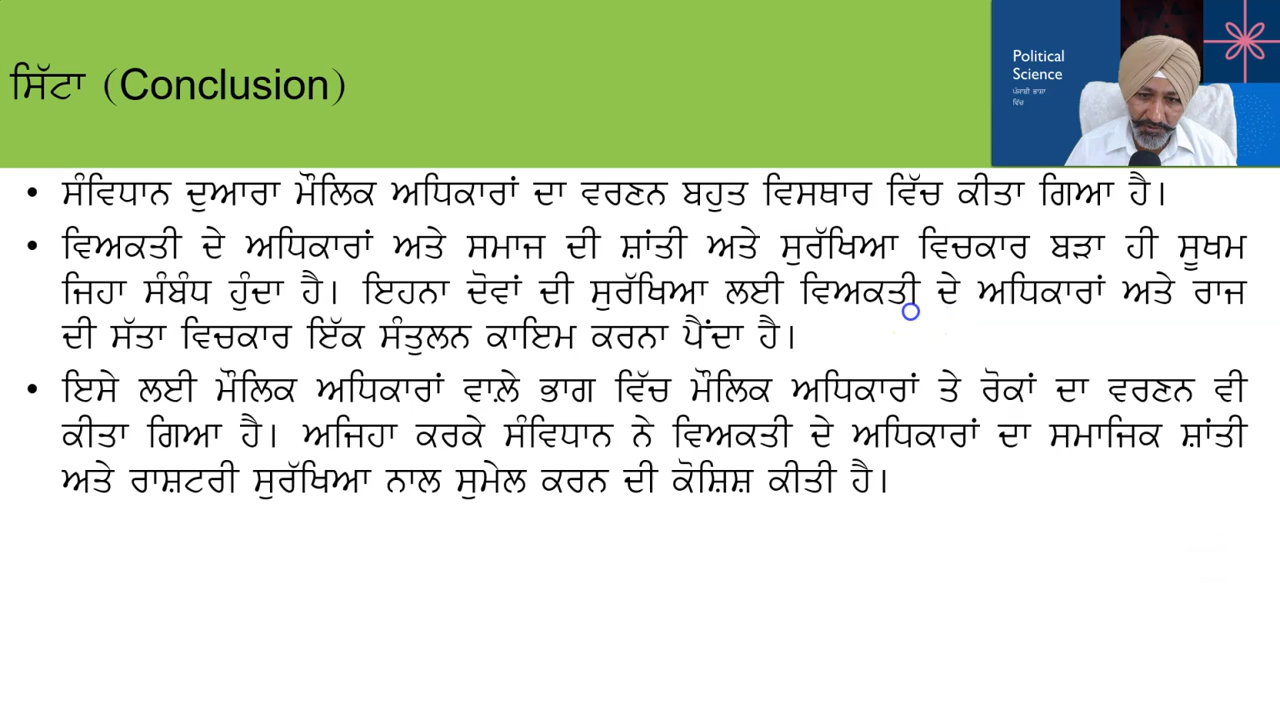 ਸਿੱਟਾ (Conclusion)
Political
Science
ਪੰਜਾਬੀ ਭਾਸ਼ਾ
ਵਿੱਚ
• ਸੰਵਿਧਾਨ ਦੁਆਰਾ ਮੌਲਿਕ ਅਧਿਕਾਰਾਂ ਦਾ ਵਰਣਨ ਬਹੁਤ ਵਿਸਥਾਰ ਵਿੱਚ ਕੀਤਾ ਗਿਆ ਹੈ।
• ਵਿਅਕਤੀ ਦੇ ਅਧਿਕਾਰਾਂ ਅਤੇ ਸਮਾਜ ਦੀ ਸ਼ਾਂਤੀ ਅਤੇ ਸੁਰੱਖਿਆ ਵਿਚਕਾਰ ਬੜਾ ਹੀ ਸੂਖਮ
ਜਿਹਾ ਸੰਬੰਧ ਹੁੰਦਾ ਹੈ। ਇਹਨਾ ਦੋਵਾਂ ਦੀ ਸੁਰੱਖਿਆ ਲਈ ਵਿਅਕਤੀ ਦੇ ਅਧਿਕਾਰਾਂ ਅਤੇ ਰਾਜ
ਦੀ ਸੱਤਾ ਵਿਚਕਾਰ ਇੱਕ ਸੰਤੁਲਨ ਕਾਇਮ ਕਰਨਾ ਪੈਂਦਾ ਹੈ।
• ਇਸੇ ਲਈ ਮੌਲਿਕ ਅਧਿਕਾਰਾਂ ਵਾਲ਼ੇ ਭਾਗ ਵਿੱਚ ਮੌਲਿਕ ਅਧਿਕਾਰਾਂ ਤੇ ਰੋਕਾਂ ਦਾ ਵਰਣਨ ਵੀ
ਕੀਤਾ ਗਿਆ ਹੈ। ਅਜਿਹਾ ਕਰਕੇ ਸੰਵਿਧਾਨ ਨੇ ਵਿਅਕਤੀ ਦੇ ਅਧਿਕਾਰਾਂ ਦਾ ਸਮਾਜਿਕ ਸ਼ਾਂਤੀ
ਅਤੇ ਰਾਸ਼ਟਰੀ ਸੁਰੱਖਿਆ ਨਾਲ ਸੁਮੇਲ ਕਰਨ ਦੀ ਕੋਸ਼ਿਸ਼ ਕੀਤੀ ਹੈ।